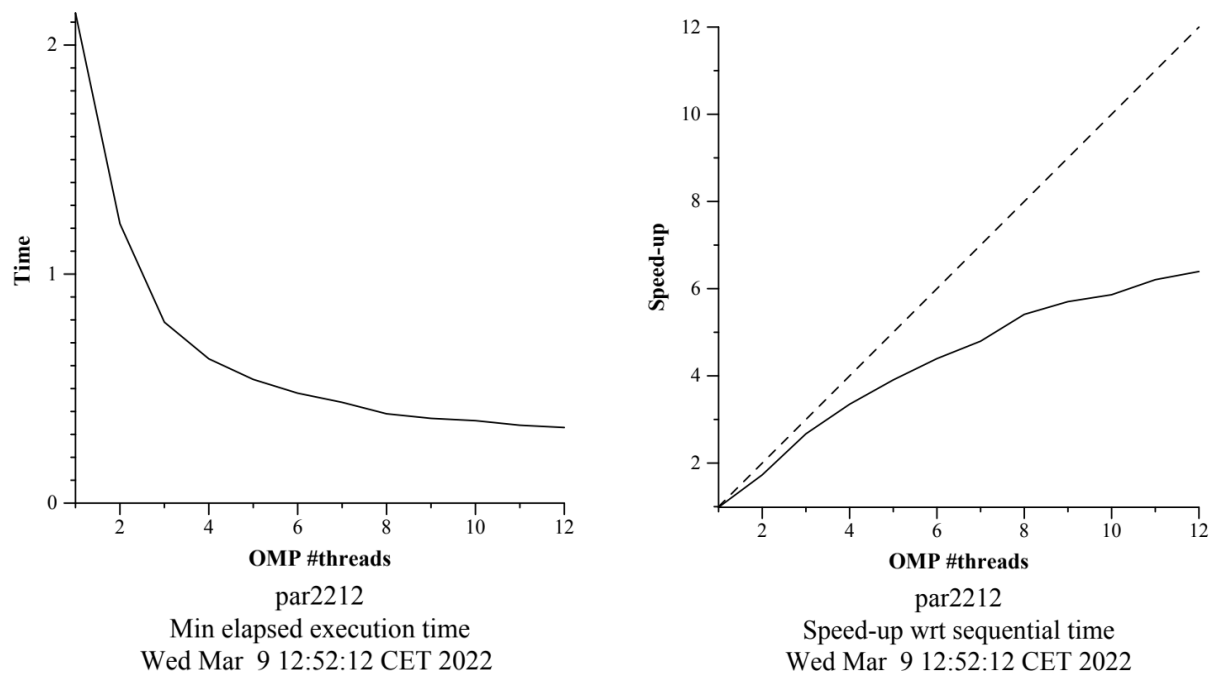 2
1
0
Time
2
4
6
8
10
12
OMP #threads
par2212
Min elapsed execution time
Wed Mar  9 12:52:12 CET 2022
12
10
8
6
4
2
Speed-up
2
4
6
8
10
12
OMP #threads
par2212
Speed-up wrt sequential time
Wed Mar  9 12:52:12 CET 2022